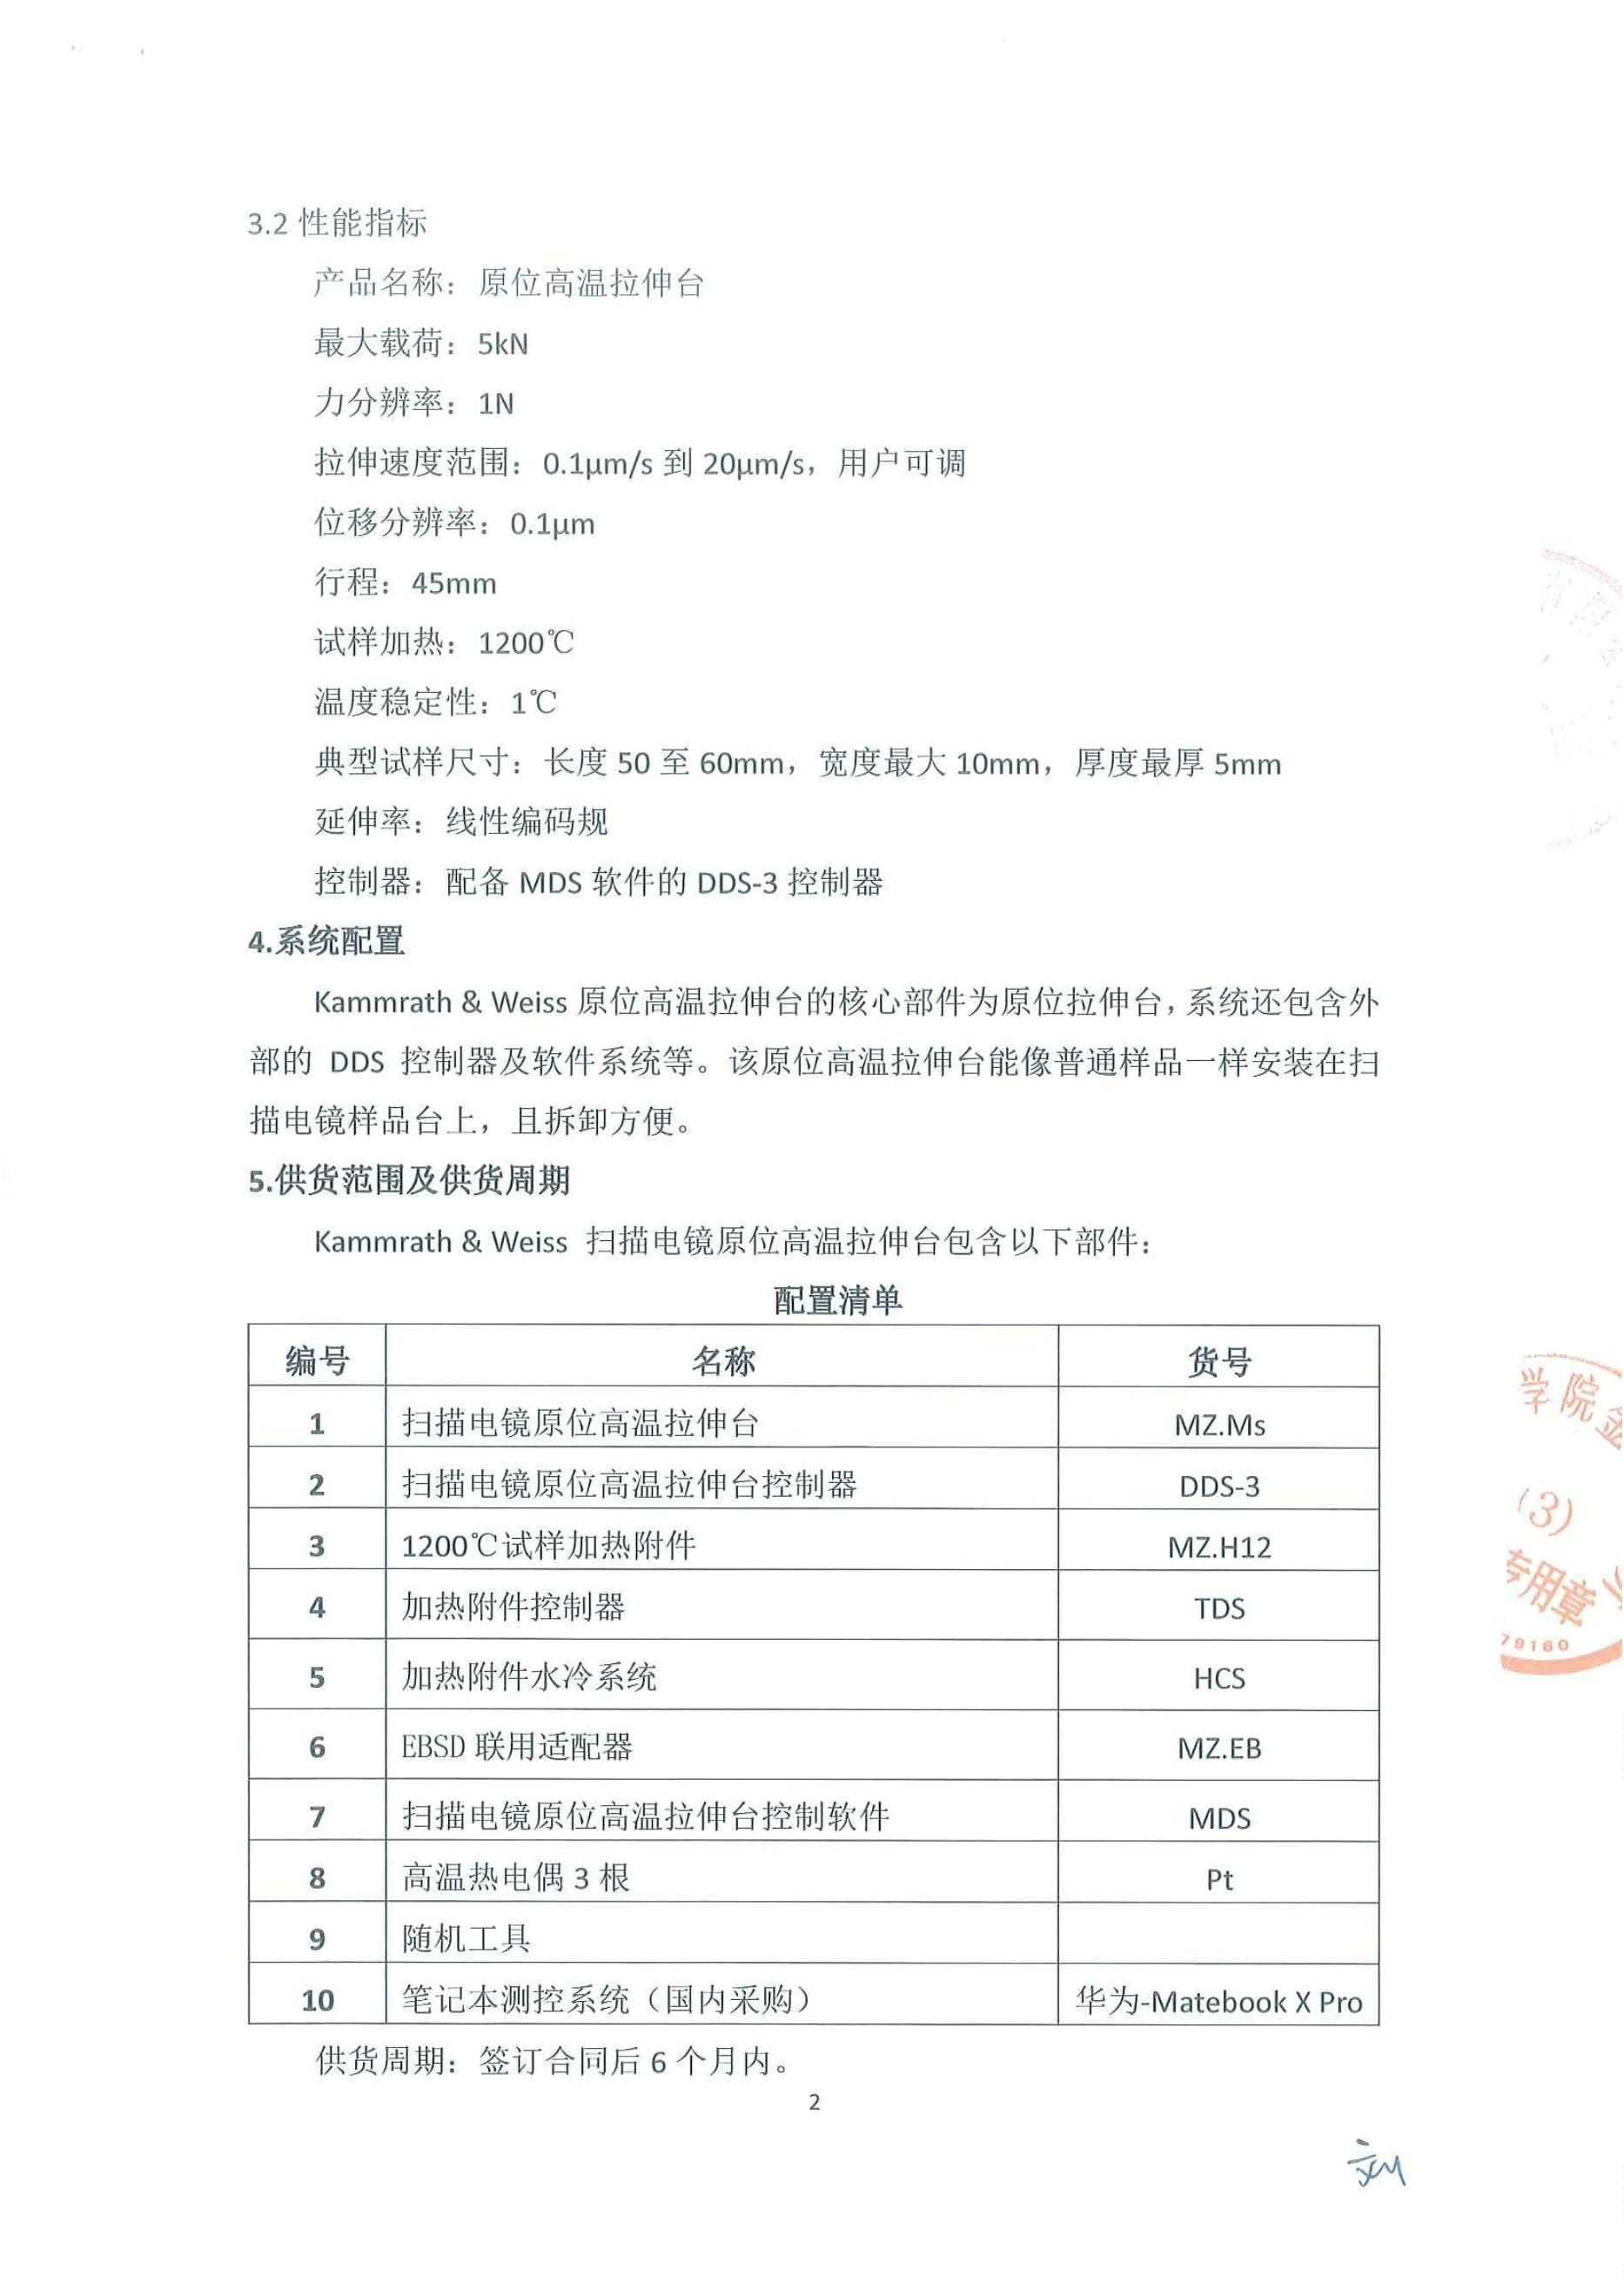 3.2 性能指标
产品名称：原位高温拉伸台
最大载荷：5kN
力分辨率：1N
拉伸速度范围：0.1μm/s 到 20μm/s，用户可调
位移分辨率：0.1μm
行程：45mm
试样加热：1200℃
温度稳定性：1℃
典型试样尺寸：长度 50 至 60mm，宽度最大 10mm，厚度最厚 5mm
延伸率：线性编码规
控制器：配备 MDS 软件的 DDS-3 控制器
4.系统配置
Kammrath & Weiss 原位高温拉伸台的核心部件为原位拉伸台，系统还包含外
部的 DDS 控制器及软件系统等。该原位高温拉伸台能像普通样品一样安装在扫
描电镜样品台上，且拆卸方便。
5.供货范围及供货周期
Kammrath & Weiss 扫描电镜原位高温拉伸台包含以下部件：
配置清单
编号 名称 货号
1 扫描电镜原位高温拉伸台 MZ.Ms
2 扫描电镜原位高温拉伸台控制器 DDS-3
3 1200℃试样加热附件 MZ.H12
4 加热附件控制器 TDS
5 加热附件水冷系统 HCS
6 EBSD 联用适配器 MZ.EB
7 扫描电镜原位高温拉伸台控制软件 MDS
8 高温热电偶 3 根 Pt
9 随机工具
10 笔记本测控系统（国内采购） 华为-Matebook X Pro
供货周期：签订合同后 6 个月内。
2
学院金
(3)
专用章
79160
刘